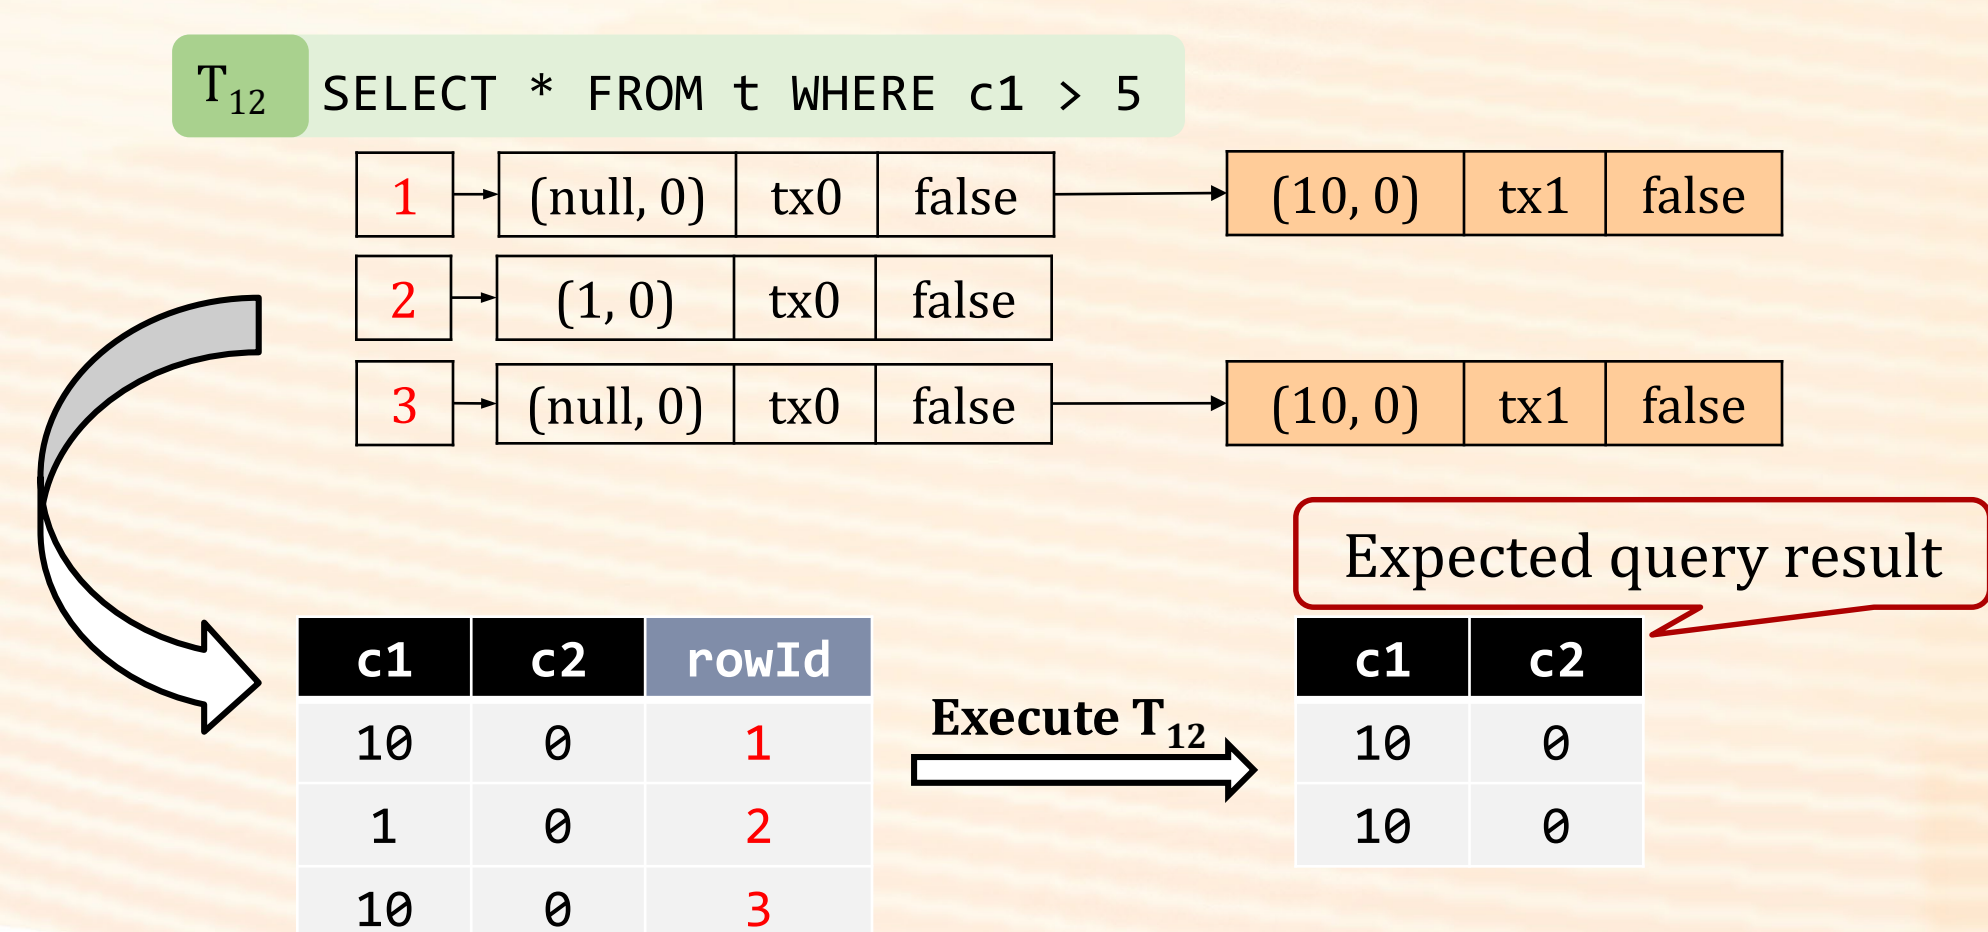 T12 SELECT * FROM t WHERE c1 > 5
1 (null, 0) tx0 false (10, 0) tx1 false
2 (1, 0) tx0 false
3 (null, 0) tx0 false (10, 0) tx1 false
Expected query result
c1 c2 rowId
10 0 1
1 0 2
10 0 3
Execute T12
c1 c2
10 0
10 0